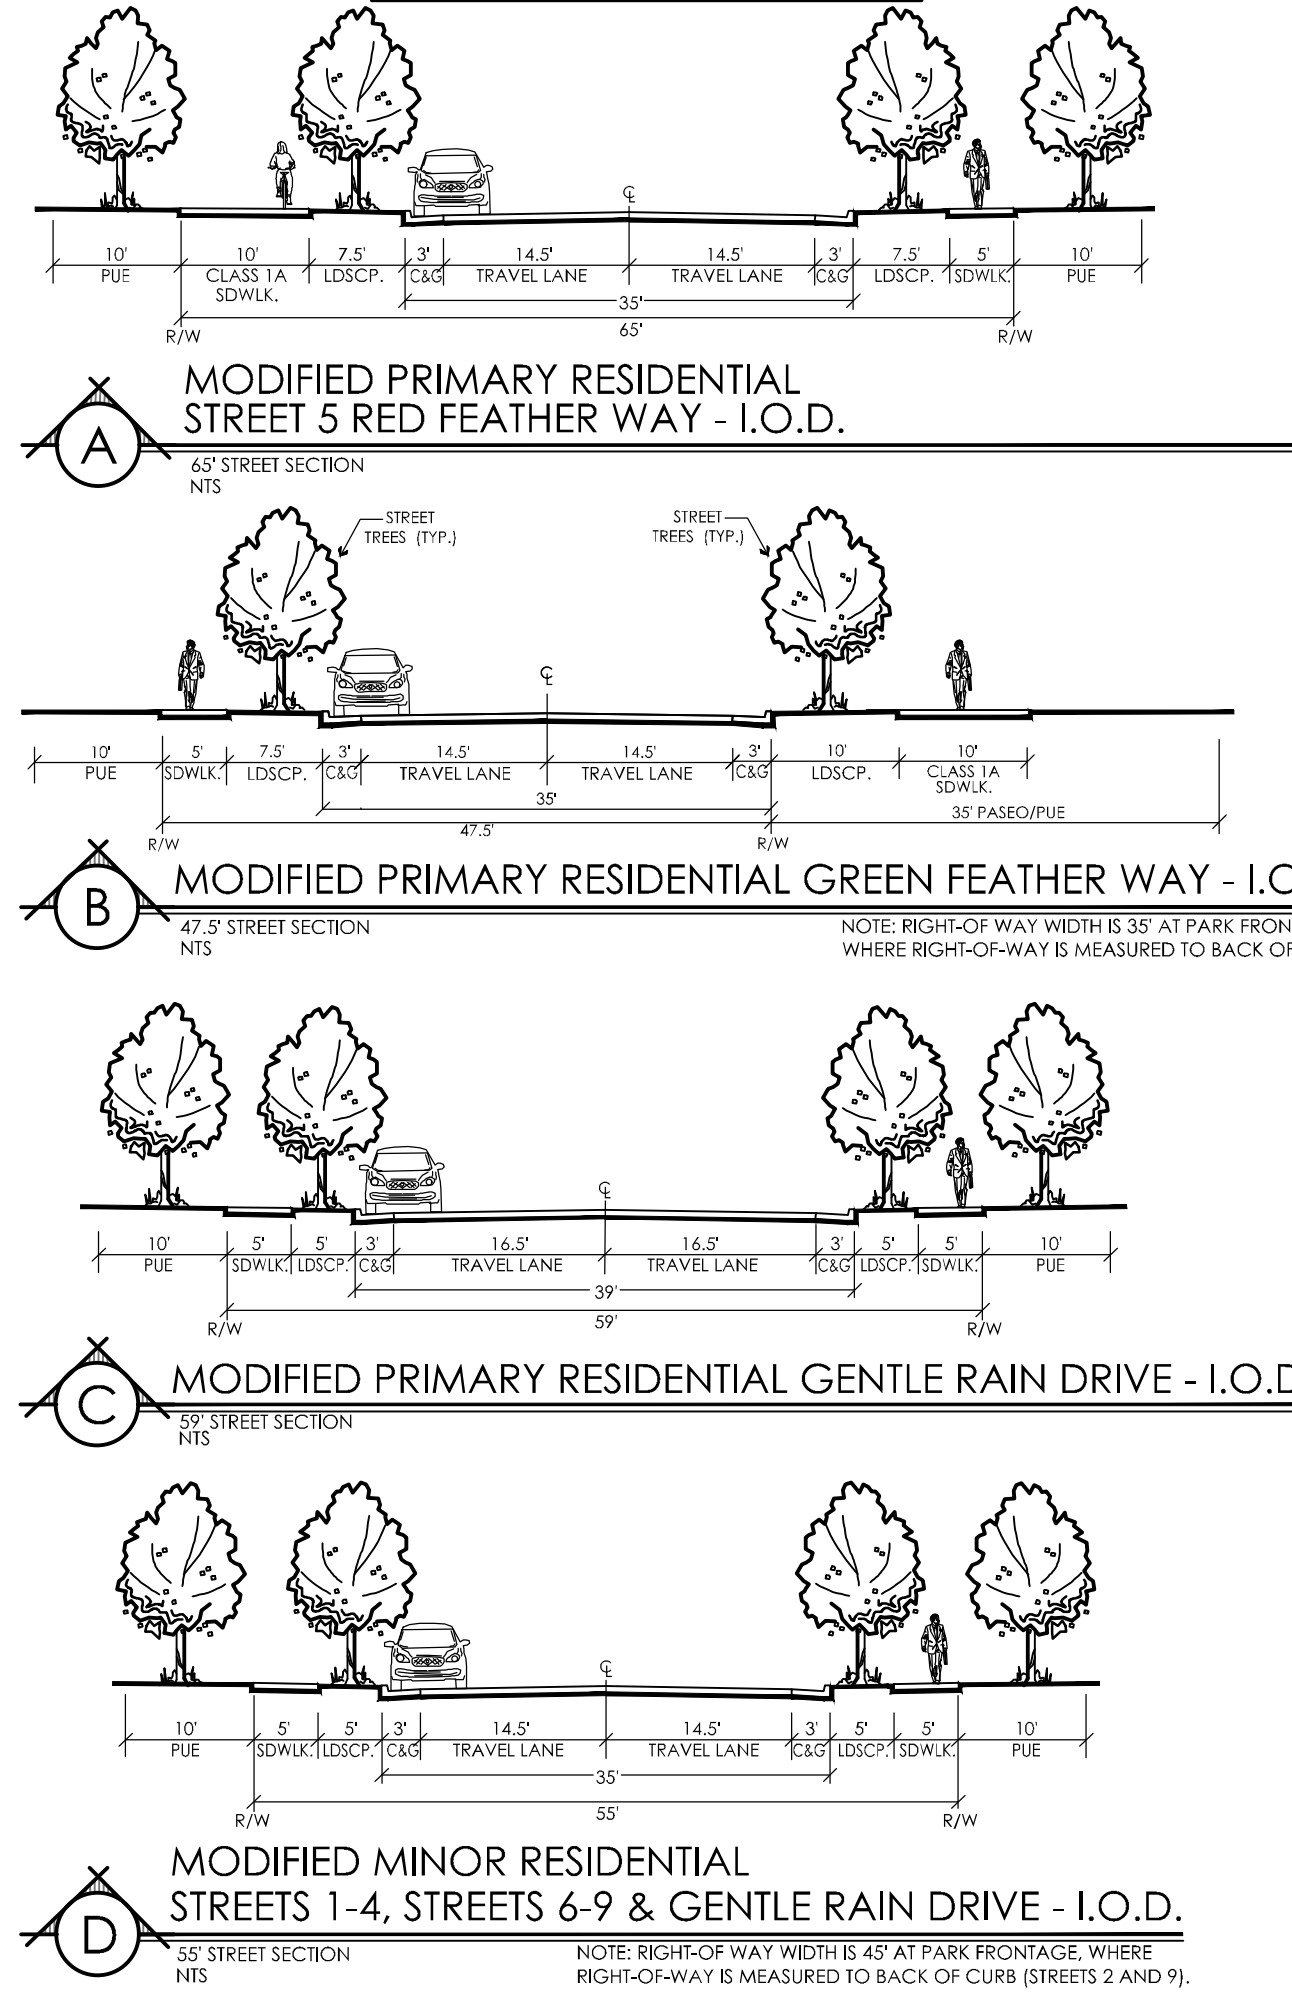 ℄
10' 10' 7.5' 3' 14.5' 14.5' 3' 7.5' 5' 10'
PUE CLASS 1A LDSCP. C&G TRAVEL LANE TRAVEL LANE C&G LDSCP. SDWLK. PUE
SDWLK.
35'
65'
R/W R/W
MODIFIED PRIMARY RESIDENTIAL
STREET 5 RED FEATHER WAY - I.O.D.
A
65' STREET SECTION
NTS
STREET STREET
TREES (TYP.) TREES (TYP.)
℄
10' 5' 7.5' 3' 14.5' 14.5' 3' 10' 10'
PUE SDWLK. LDSCP. C&G TRAVEL LANE TRAVEL LANE C&G LDSCP. CLASS 1A
SDWLK.
35'
35' PASEO/PUE
47.5'
R/W R/W
MODIFIED PRIMARY RESIDENTIAL GREEN FEATHER WAY - I.O
B
47.5' STREET SECTION
NTS
NOTE: RIGHT-OF WAY WIDTH IS 35' AT PARK FRON
WHERE RIGHT-OF-WAY IS MEASURED TO BACK OF
℄
10' 5' 5' 3' 16.5' 16.5' 3' 5' 5' 10'
PUE SDWLK. LDSCP. C&G TRAVEL LANE TRAVEL LANE C&G LDSCP. SDWLK. PUE
39'
59'
R/W R/W
MODIFIED PRIMARY RESIDENTIAL GENTLE RAIN DRIVE - I.O.D
C
59' STREET SECTION
NTS
℄
10' 5' 5' 3' 14.5' 14.5' 3' 5' 5' 10'
PUE SDWLK. LDSCP. C&G TRAVEL LANE TRAVEL LANE C&G LDSCP. SDWLK. PUE
35'
55'
R/W R/W
MODIFIED MINOR RESIDENTIAL
STREETS 1-4, STREETS 6-9 & GENTLE RAIN DRIVE - I.O.D.
D
55' STREET SECTION
NTS
NOTE: RIGHT-OF WAY WIDTH IS 45' AT PARK FRONTAGE, WHERE
RIGHT-OF-WAY IS MEASURED TO BACK OF CURB (STREETS 2 AND 9).